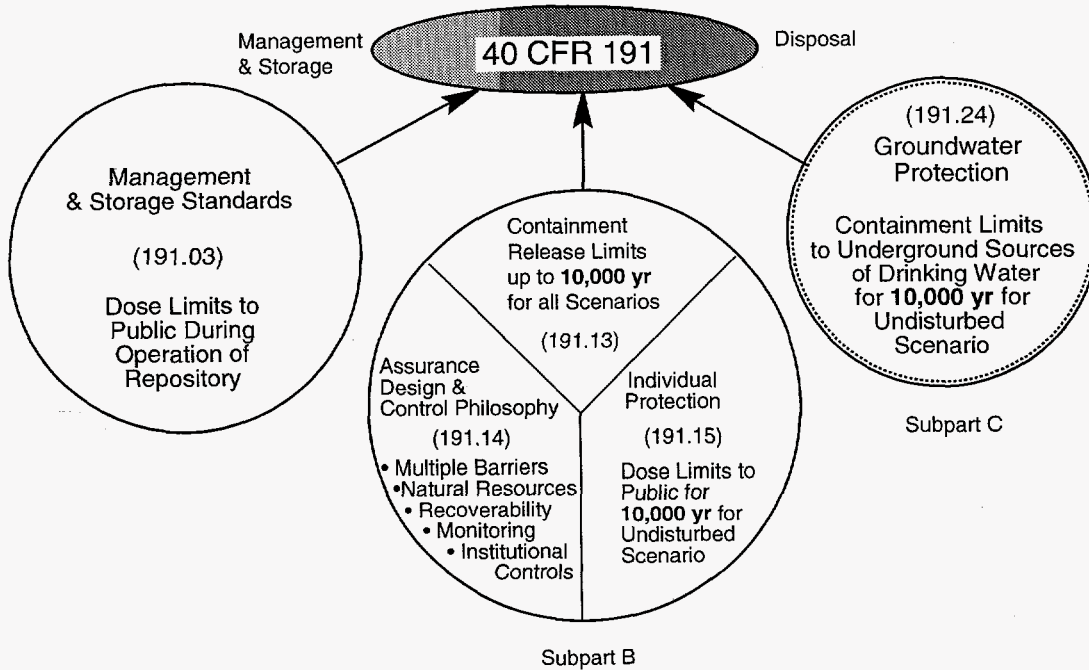 Management
& Storage
40 CFR 191
Disposal
Management
& Storage Standards
(191.03)
Dose Limits to
Public During
Operation of
Repository
Containment
Release Limits
up to 10,000 yr
for all Scenarios
(191.13)
Assurance
Design &
Control Philosophy
(191.14)
• Multiple Barriers
• Natural Resources
• Recoverability
• Monitoring
• Institutional
Controls
Individual
Protection
(191.15)
Dose Limits to
Public for
10,000 yr for
Undisturbed
Scenario
Subpart B
(191.24)
Groundwater
Protection
Containment Limits
to Underground Sources
of Drinking Water
for 10,000 yr for
Undisturbed
Scenario
Subpart C